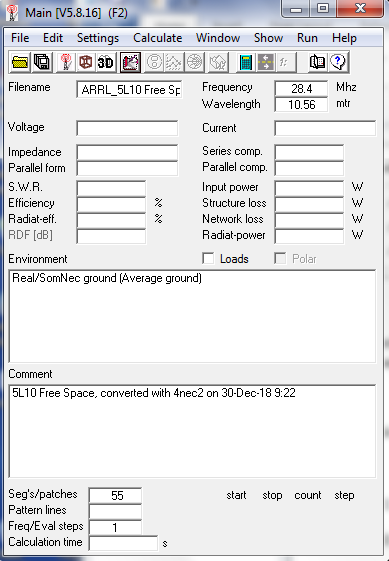 Main [V5.8.16] (F2)
File Edit Settings Calculate Window Show Run Help
3D
Filename ARRL_5L10 Free Sp Frequency 28.4 Mhz
Wavelength 10.56 mtr
Voltage Current
Impedance Series comp.
Parallel form Parallel comp.
S.W.R. Input power W
Efficiency % Structure loss W
Radiat-eff. % Network loss W
RDF [dB] Radiat-power W
Environment Loads Polar
Real/SomNec ground (Average ground)
Comment
5L10 Free Space, converted with 4nec2 on 30-Dec-18 9:22
Seg's/patches 55 start stop count step
Pattern lines
Freq/Eval steps 1
Calculation time s